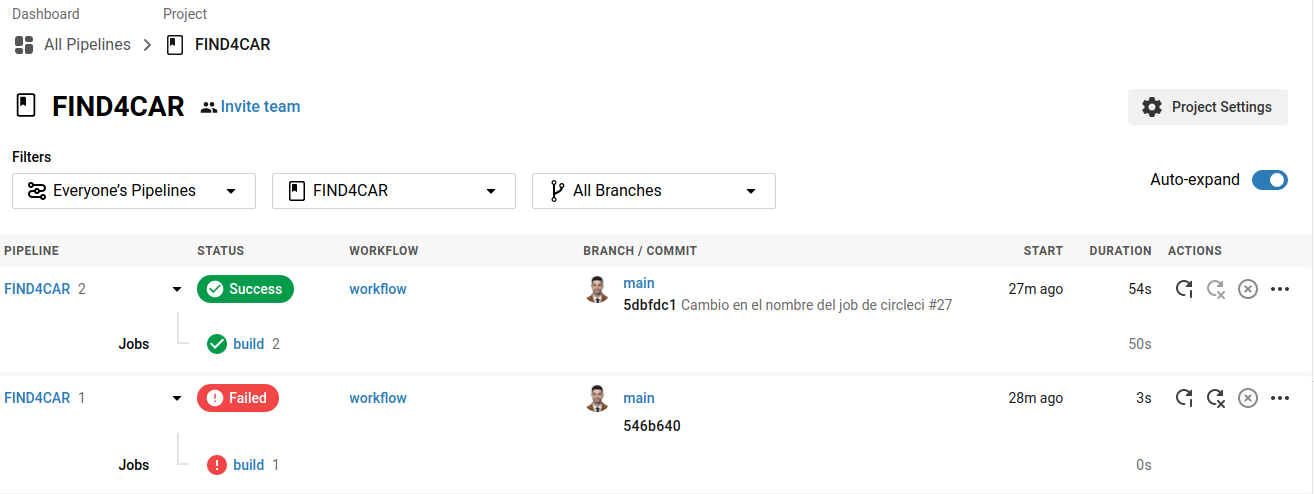 Dashboard Project
All Pipelines FIND4CAR
FIND4CAR Invite team
Project Settings
Filters
Everyone's Pipelines FIND4CAR All Branches
Auto-expand
PIPELINE STATUS WORKFLOW BRANCH / COMMIT START DURATION ACTIONS
FIND4CAR 2 Success workflow main 27m ago 54s
5dbfdc1 Cambio en el nombre del job de circleci #27
Jobs build 2 50s
FIND4CAR 1 Failed workflow main 28m ago 3s
546b640
Jobs build 1 0s